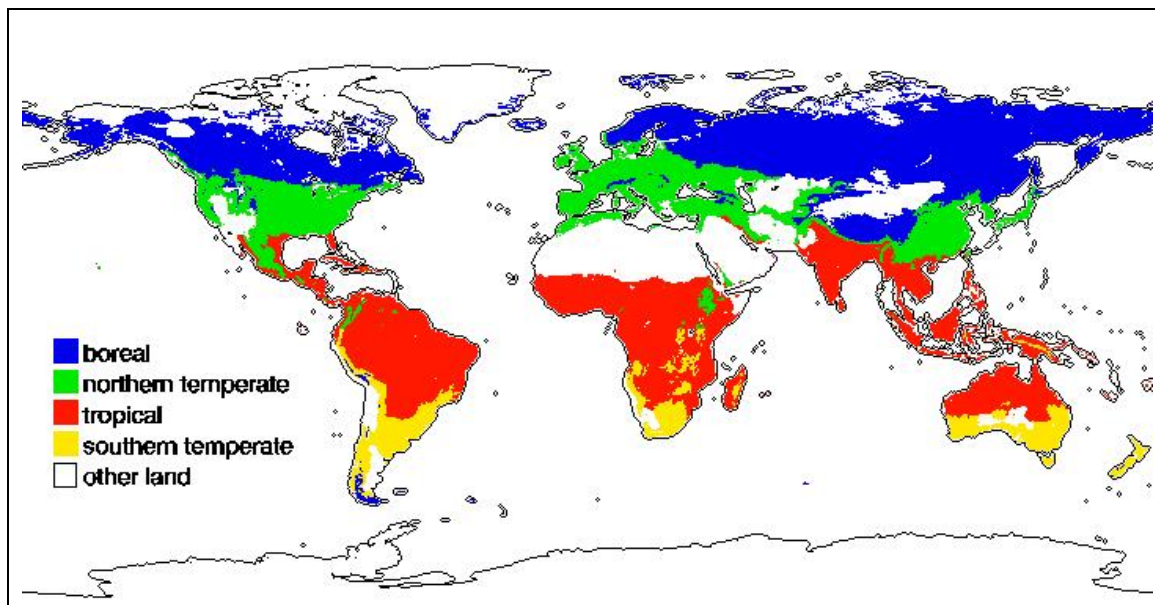 boreal
northern temperate
tropical
southern temperate
other land